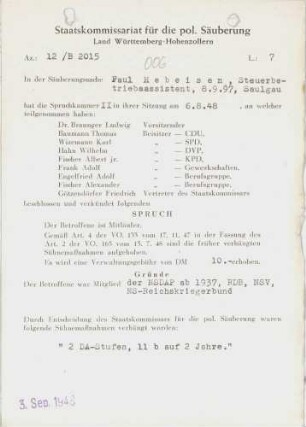 Staatskommissariat für die pol. Säuberung
Land Württemberg-Hohenzollern
Az.: 12 /B 2015
006
L.: 7
In der Säuberungssache Paul Hebeisen, Steuerbe-
triebsassistent, 8.9.97, Saulgau
hat die Spruchkammer II in ihrer Sitzung am 6.8.48 , an welcher
teilgenommen haben:
Dr. Ludwig Vorsitzender
Baumann Thomas Beisitzer — CDU,
Karl „ — SPD,
Hahn Wilhelm „ — DVP,
Fischer Albert jr. „ — KPD,
Frank Adolf „ — Gewerkschaften,
Engelfried Adolf „ — Berufsgruppe,
Fischer Alexander „ — Berufsgruppe,
Götzendörfer Friedrich Vertreter des Staatskommissars
beschlossen und verkündet folgenden
SPRUCH
Der Betroffene ist Mitläufer.
Gemäß Art. 4 der VO. 133 vom 17. 11. 47 in der Fassung des
Art. 2 der VO. 165 vom 15. 7. 48 sind die früher verhängten
Sühnemaßnahmen aufgehoben.
Es wird eine Verwaltungsgebühr von DM. 10.- erhoben.
Gründe
Der Betroffene war Mitglied der NSDAP ab 1937, RDB, NSV,
NS-Reichskriegerbund
Durch Entscheidung des Staatskommissars für die pol. Säuberung waren
folgende Sühnemaßnahmen verhängt worden:
" 2 DA-Stufen, 11 b auf 2 Jahre."
3. Sep. 1948